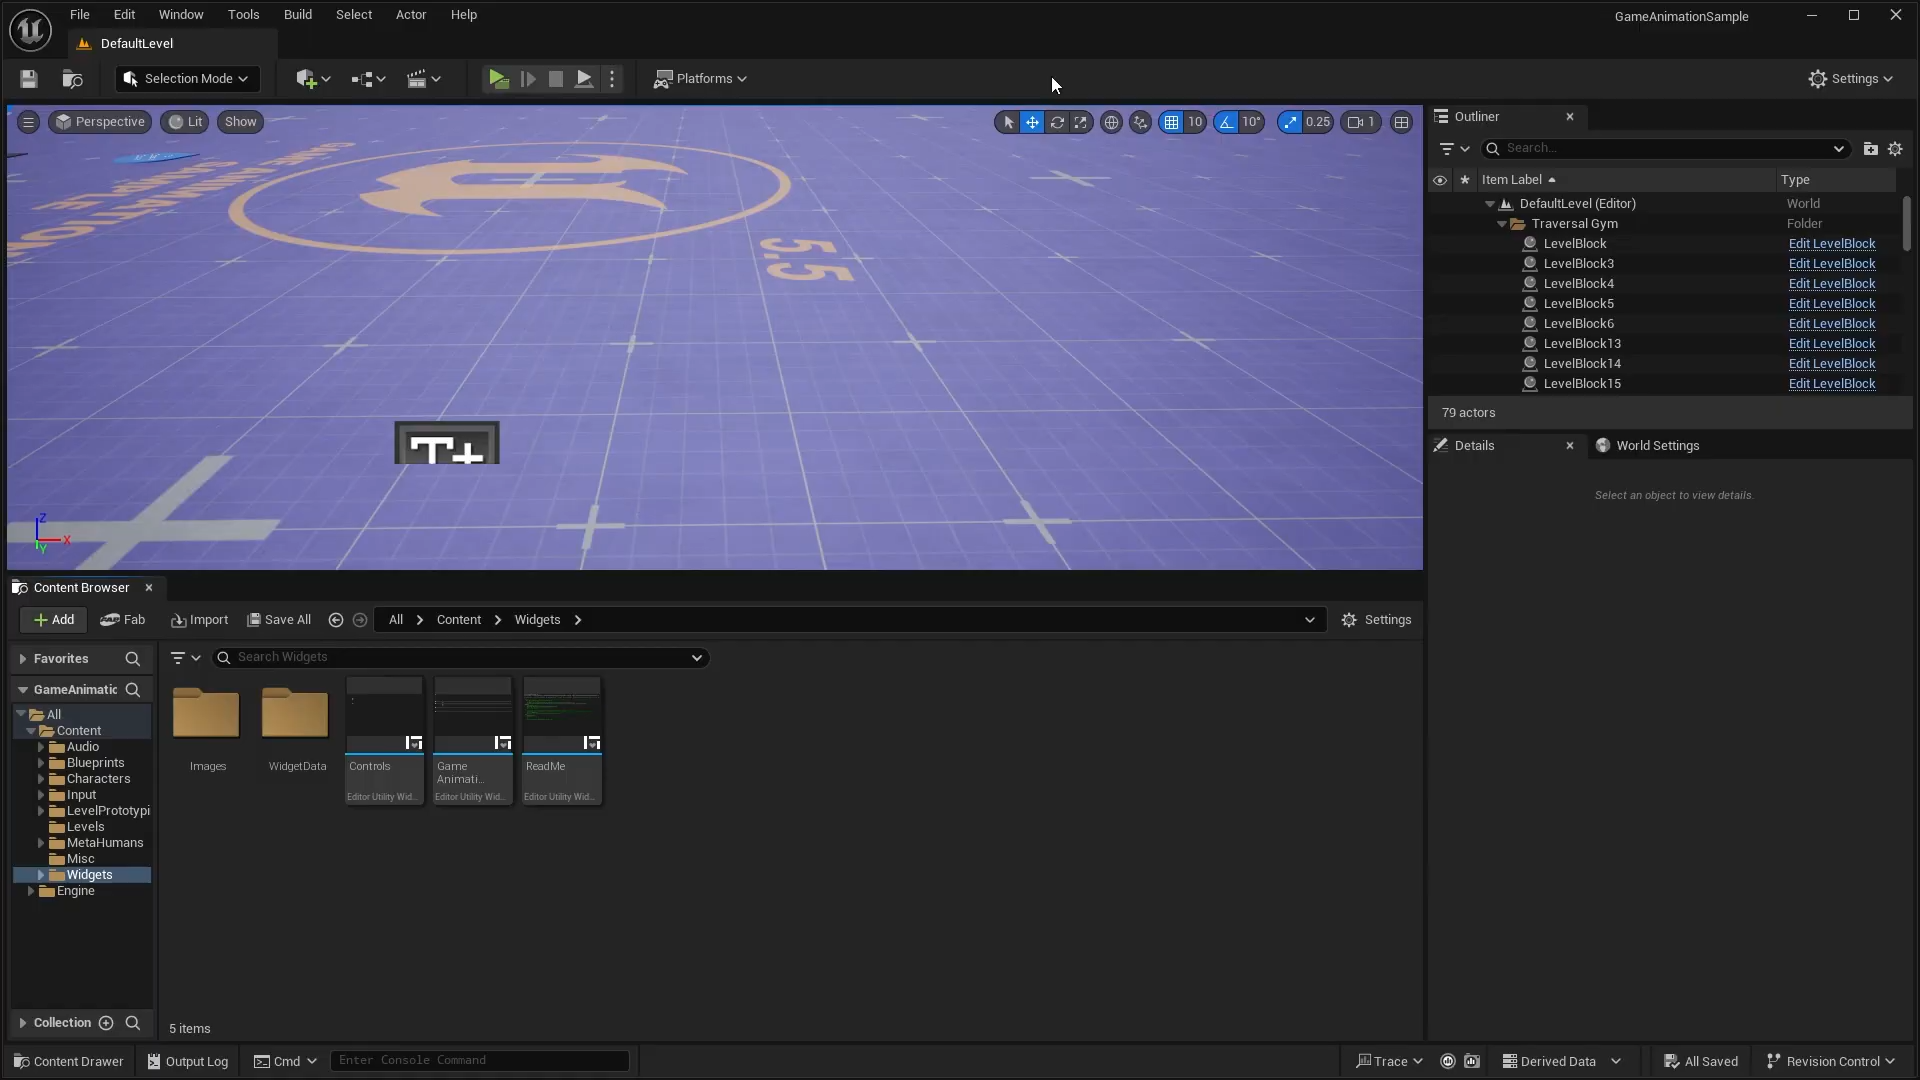 File Edit Window Tools Build Select Actor Help
GameAnimationSample
DefaultLevel
Selection Mode
Platforms
Settings
Perspective
Lit
Show
10
10°
0.25
1
GAME
ANIMATION
SAMPLE
5.5
T+
Z
X
Y
Outliner
Search...
Item Label Type
DefaultLevel (Editor) World
Traversal Gym Folder
LevelBlock Edit LevelBlock
LevelBlock3 Edit LevelBlock
LevelBlock4 Edit LevelBlock
LevelBlock5 Edit LevelBlock
LevelBlock6 Edit LevelBlock
LevelBlock13 Edit LevelBlock
LevelBlock14 Edit LevelBlock
LevelBlock15 Edit LevelBlock
79 actors
Details World Settings
Select an object to view details.
Content Browser
Add Fab Import Save All All Content Widgets Settings
Favorites
Search Widgets
GameAnimatic
All
Content
Audio
Blueprints
Characters
Input
LevelPrototypi
Levels
MetaHumans
Misc
Widgets
Engine
Images
WidgetData
Controls
Editor Utility Wid...
Game
Animati...
Editor Utility Wid...
ReadMe
Editor Utility Wid...
Collection
5 items
Content Drawer Output Log Cmd Enter Console Command Trace Derived Data All Saved Revision Control